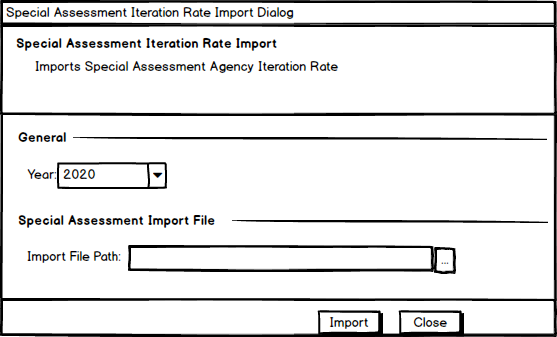 Special Assessment Iteration Rate Import Dialog
Special Assessment Iteration Rate Import
Imports Special Assessment Agency Iteration Rate
General
Year: 2020
Special Assessment Import File
Import File Path: ...
Import Close